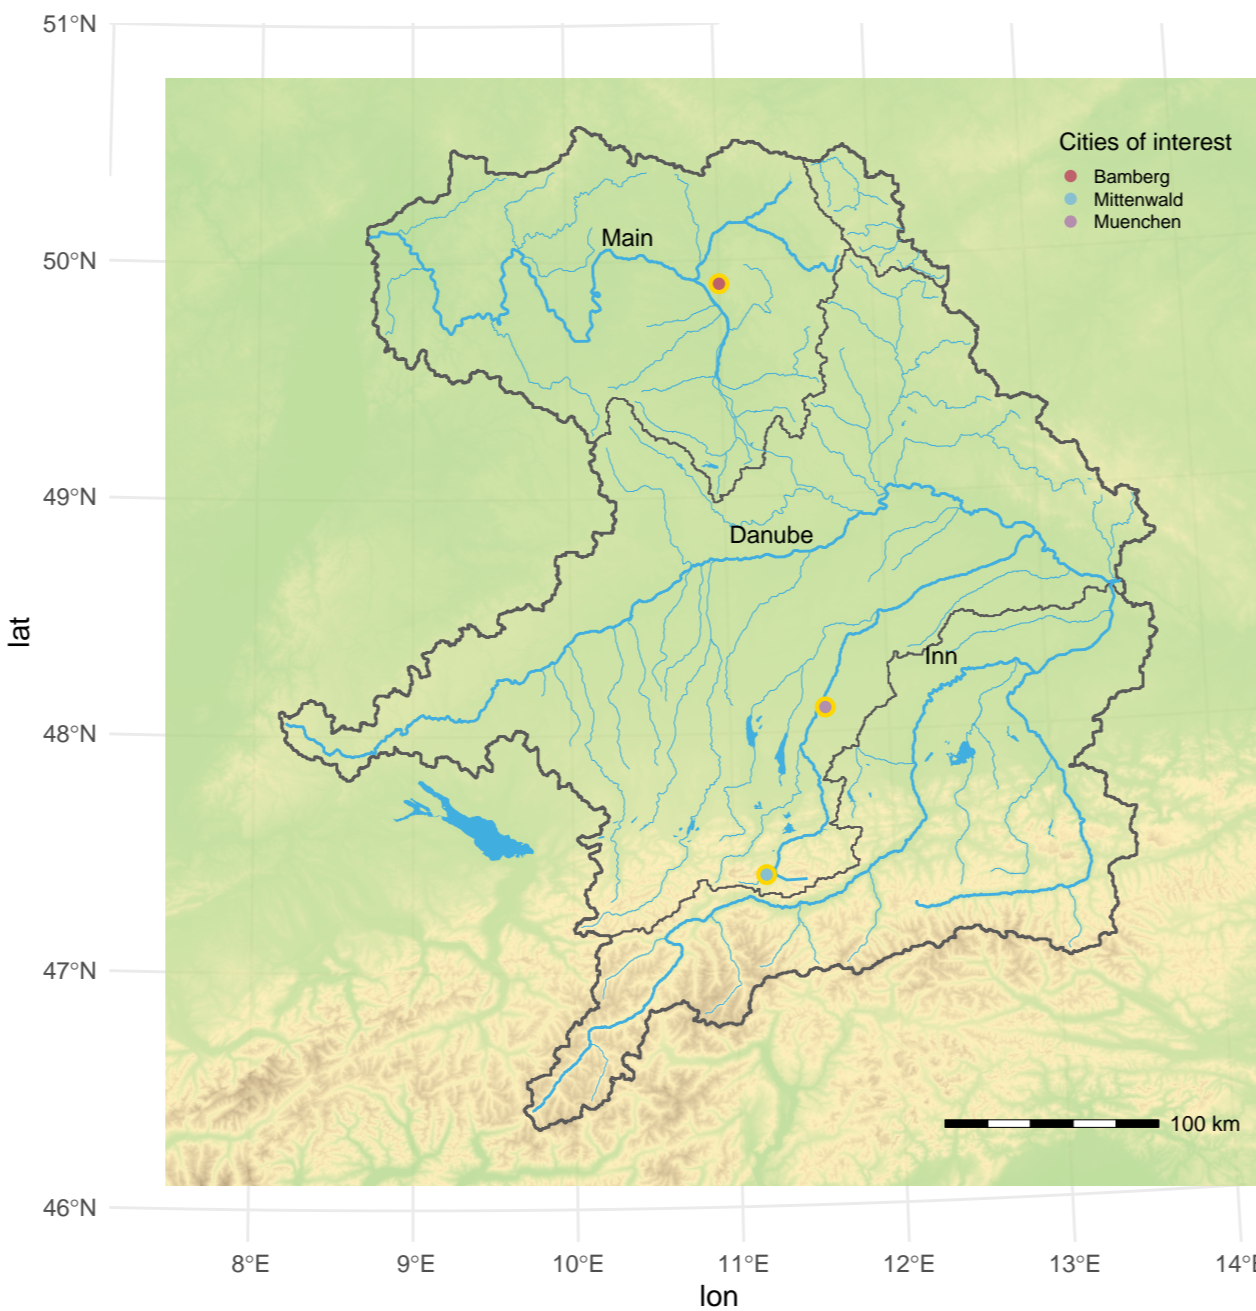 51°N
50°N
49°N
48°N
47°N
46°N
lat
Cities of interest
Bamberg
Mittenwald
Muenchen
Main
Danube
Inn
100 km
8°E 9°E 10°E 11°E 12°E 13°E 14°E
lon